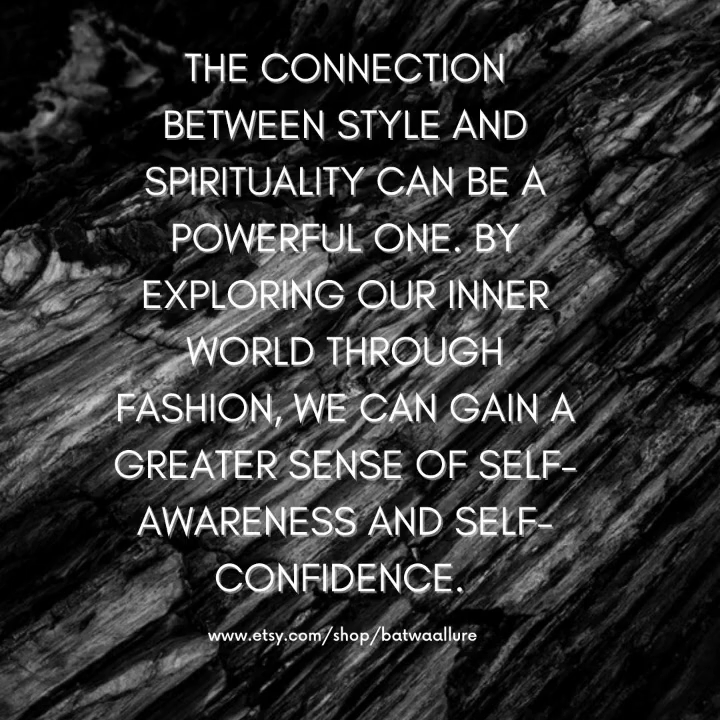 THE CONNECTION
BETWEEN STYLE AND
SPIRITUALITY CAN BE A
POWERFUL ONE. BY
EXPLORING OUR INNER
WORLD THROUGH
FASHION, WE CAN GAIN A
GREATER SENSE OF SELF-
AWARENESS AND SELF-
CONFIDENCE.
www.etsy.com/shop/batwaallure